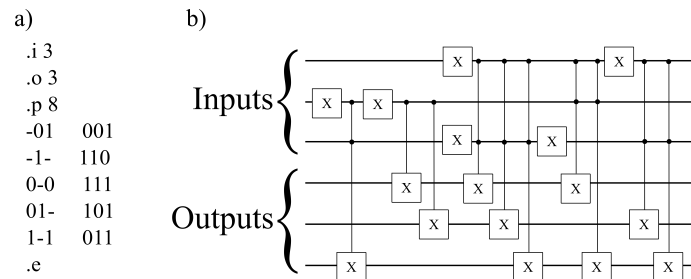 a)
.i 3
.o 3
.p 8
-01 001
-1- 110
0-0 111
01- 101
1-1 011
.e
b)
Inputs
Outputs
X X
X X
X X
X X X
X X X
X X X X